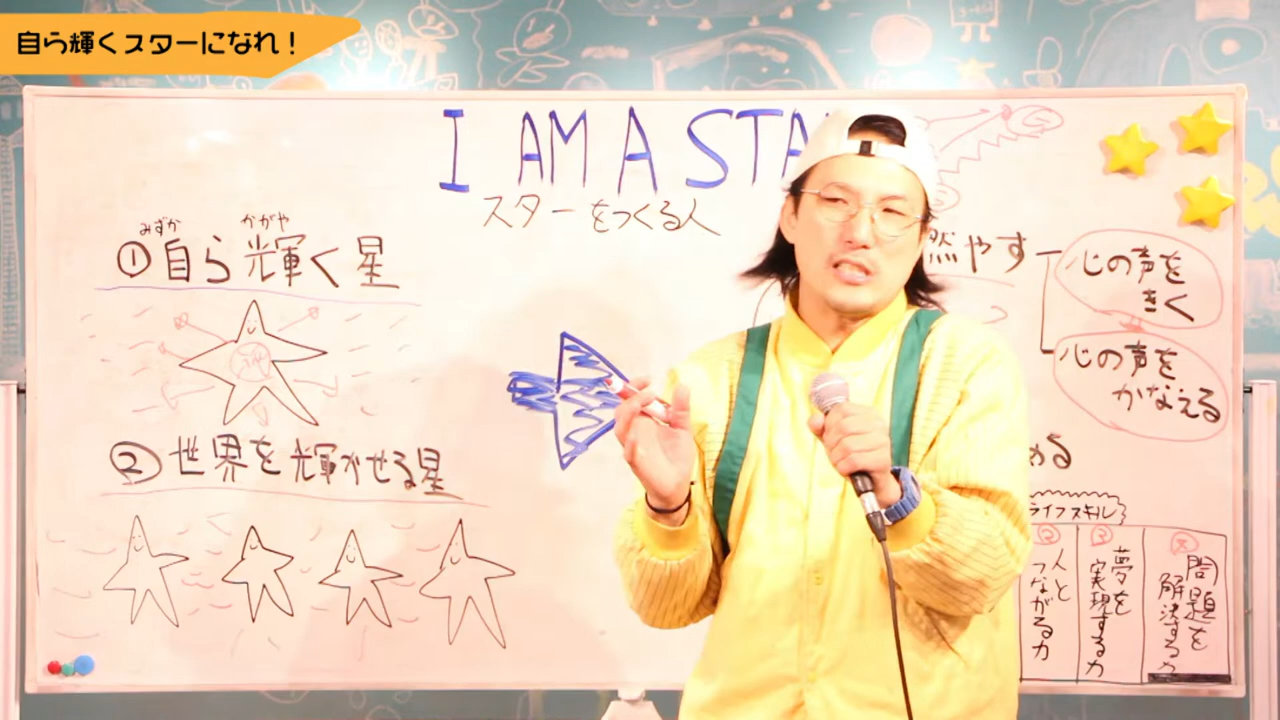 自ら輝くスターになれ！
I AM A STA
スターをつくる人
みずか かがや
①自ら輝く星
②世界を輝かせる星
燃やす
心の声を
きく
心の声を
かなえる
める
ライフスキル
②
人と
つながる力
③
夢を
実現する力
問題を
解決する力